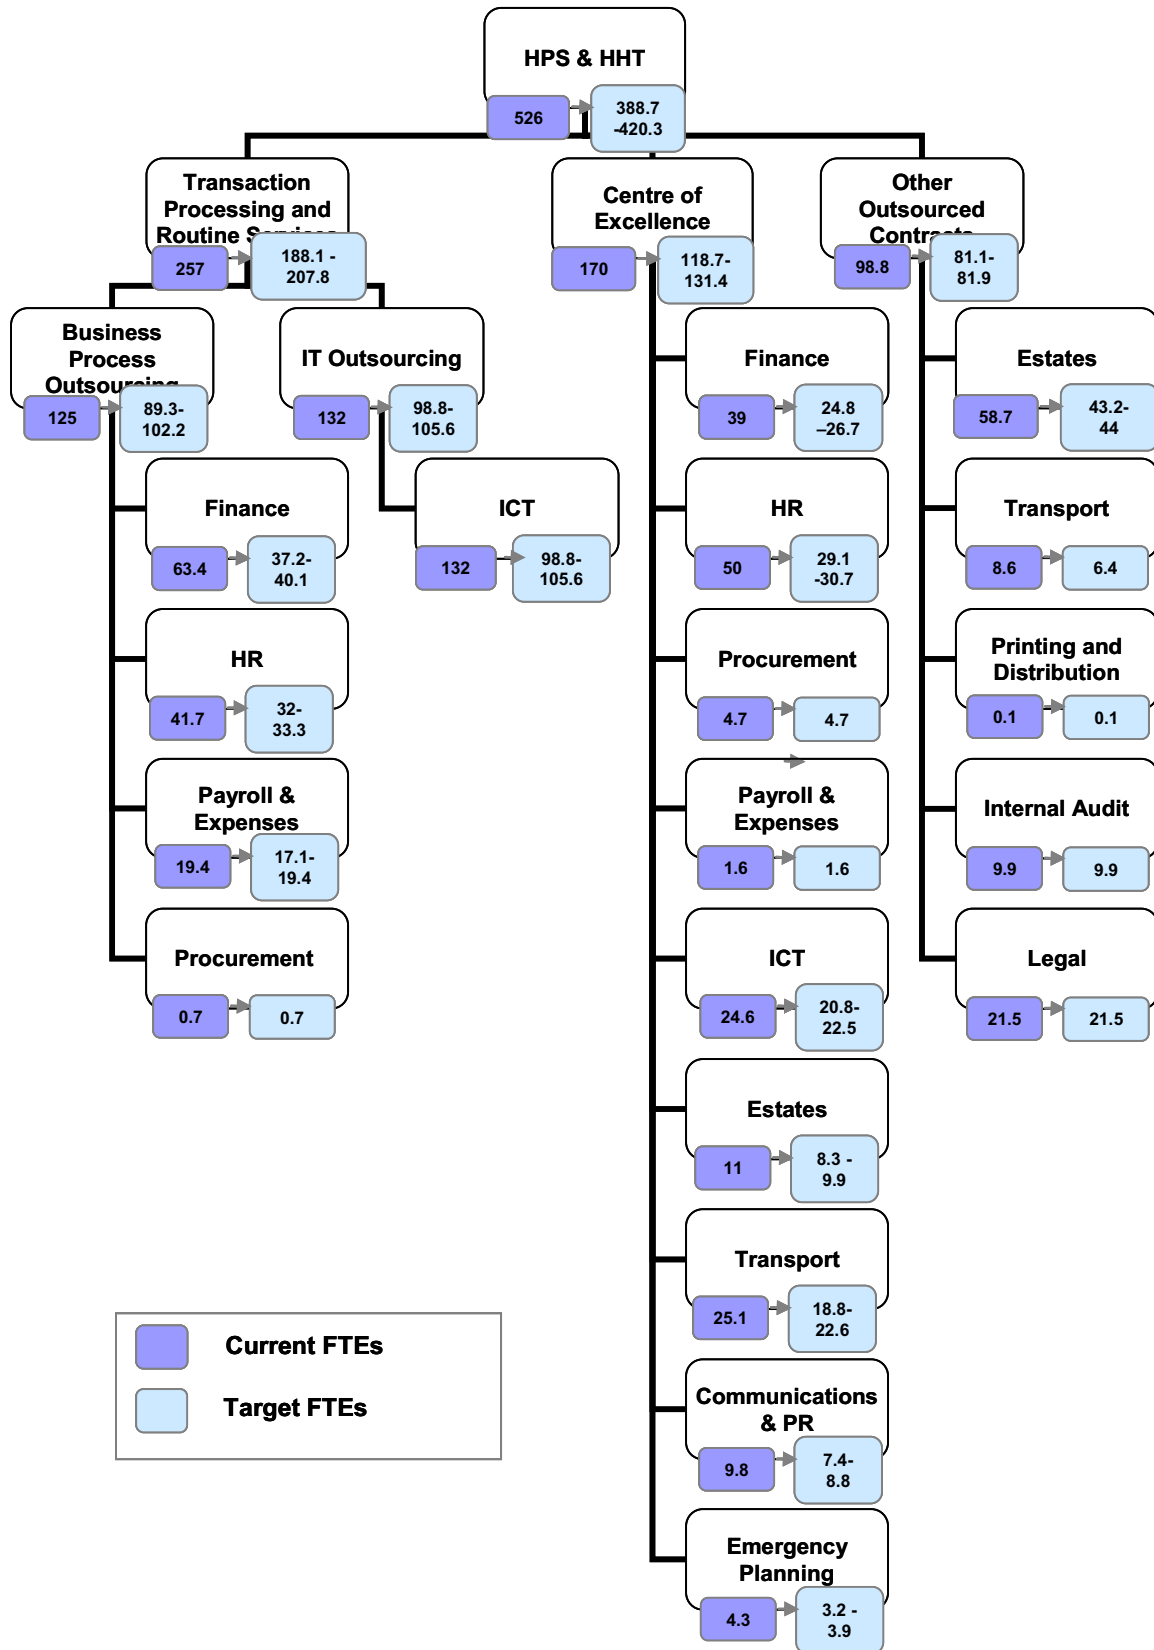 HPS & HHT
526
388.7
-420.3
Transaction
Processing and
Routine Services
257
188.1 -
207.8
Centre of
Excellence
170
118.7-
131.4
Other
Outsourced
Contracts
98.8
81.1-
81.9
Business
Process
Outsourcing
125
89.3-
102.2
IT Outsourcing
132
98.8-
105.6
Finance
63.4
37.2-
40.1
HR
41.7
32-
33.3
Payroll &
Expenses
19.4
17.1-
19.4
Procurement
0.7
0.7
ICT
132
98.8-
105.6
Finance
39
24.8
–26.7
HR
50
29.1
-30.7
Procurement
4.7
4.7
Payroll &
Expenses
1.6
1.6
ICT
24.6
20.8-
22.5
Estates
11
8.3 -
9.9
Transport
25.1
18.8-
22.6
Communications
& PR
9.8
7.4-
8.8
Emergency
Planning
4.3
3.2 -
3.9
Estates
58.7
43.2-
44
Transport
8.6
6.4
Printing and
Distribution
0.1
0.1
Internal Audit
9.9
9.9
Legal
21.5
21.5
Current FTEs
Target FTEs